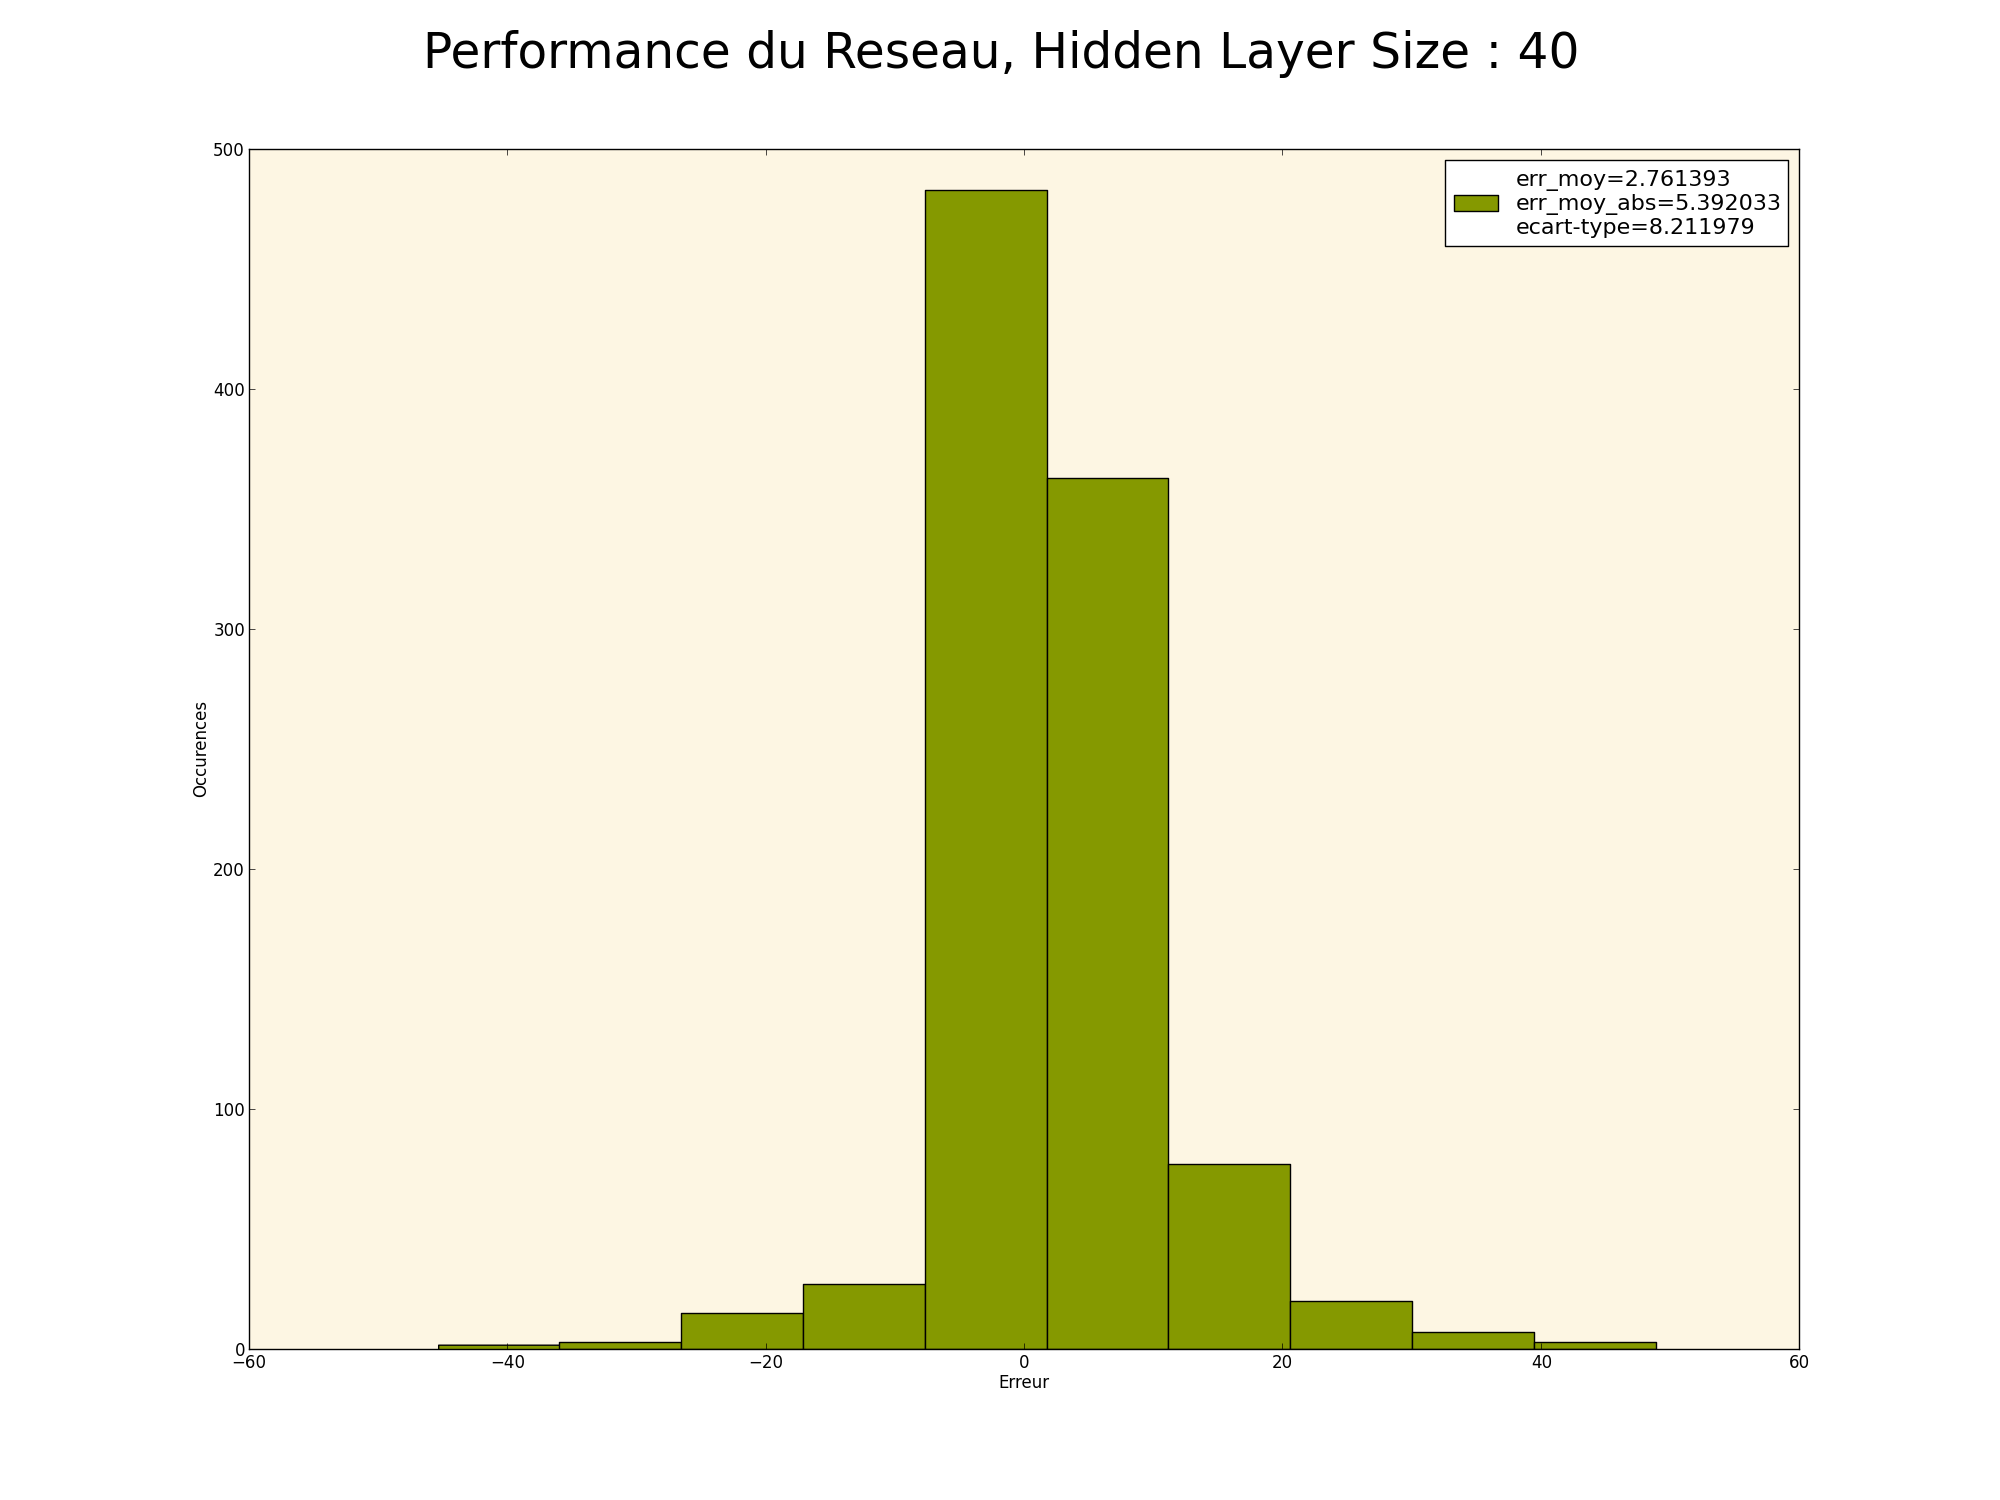 Performance du Reseau, Hidden Layer Size : 40
err_moy=2.761393
err_moy_abs=5.392033
ecart-type=8.211979
500
400
300
200
100
0
Occurences
−60
−40
−20
0
20
40
60
Erreur